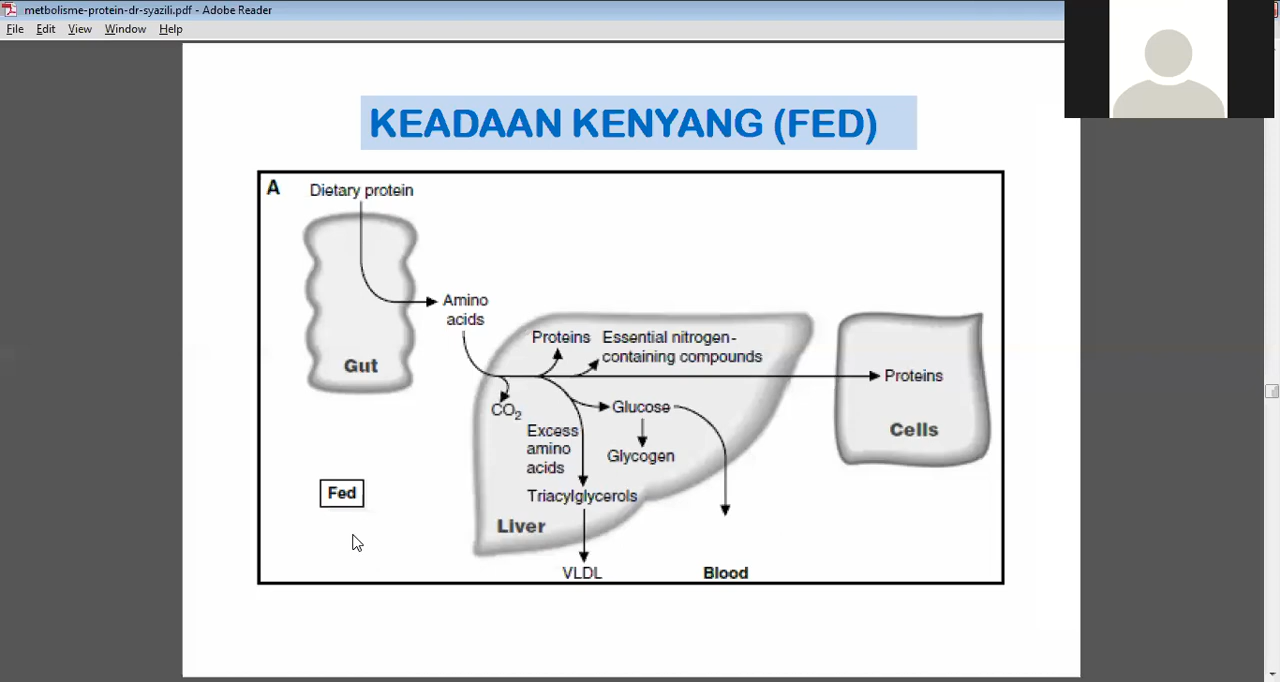 metbolisme-protein-dr-syazili.pdf - Adobe Reader
File Edit View Window Help
KEADAAN KENYANG (FED)
A
Dietary protein
Amino
acids
Gut
Proteins
Essential nitrogen-
containing compounds
Proteins
CO2
Glucose
Excess
amino
acids
Glycogen
Cells
Fed
Triacylglycerols
Liver
VLDL
Blood